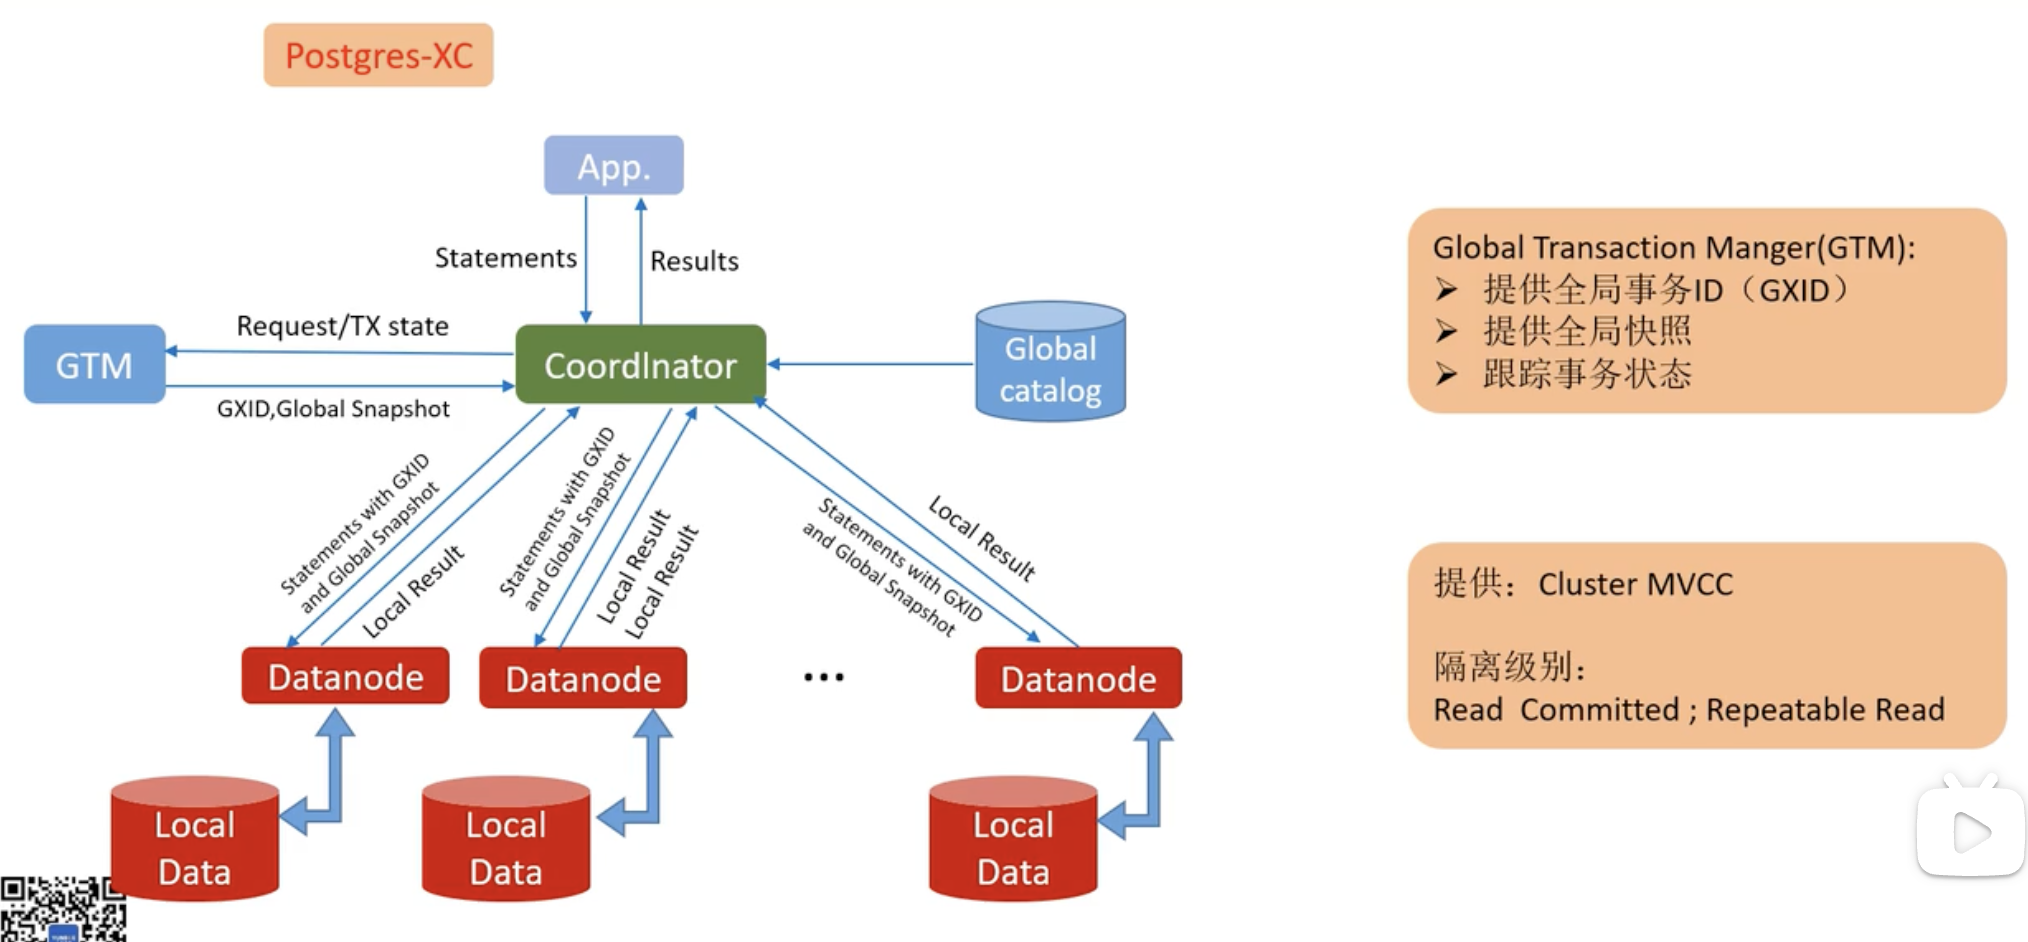 Postgres-XC
App.
Statements
Results
Request/TX state
GTM
CoordInator
Global
catalog
GXID,Global Snapshot
Statements with GXID
and Global Snapshot
Local Result
Statements with GXID
and Global Snapshot
Local Result
Local Result
Statements with GXID
and Global Snapshot
Local Result
Datanode
Datanode
...
Datanode
Local
Data
Local
Data
Local
Data
Global Transaction Manger(GTM):
➢ 提供全局事务ID（GXID）
➢ 提供全局快照
➢ 跟踪事务状态
提供：Cluster MVCC
隔离级别：
Read Committed ; Repeatable Read